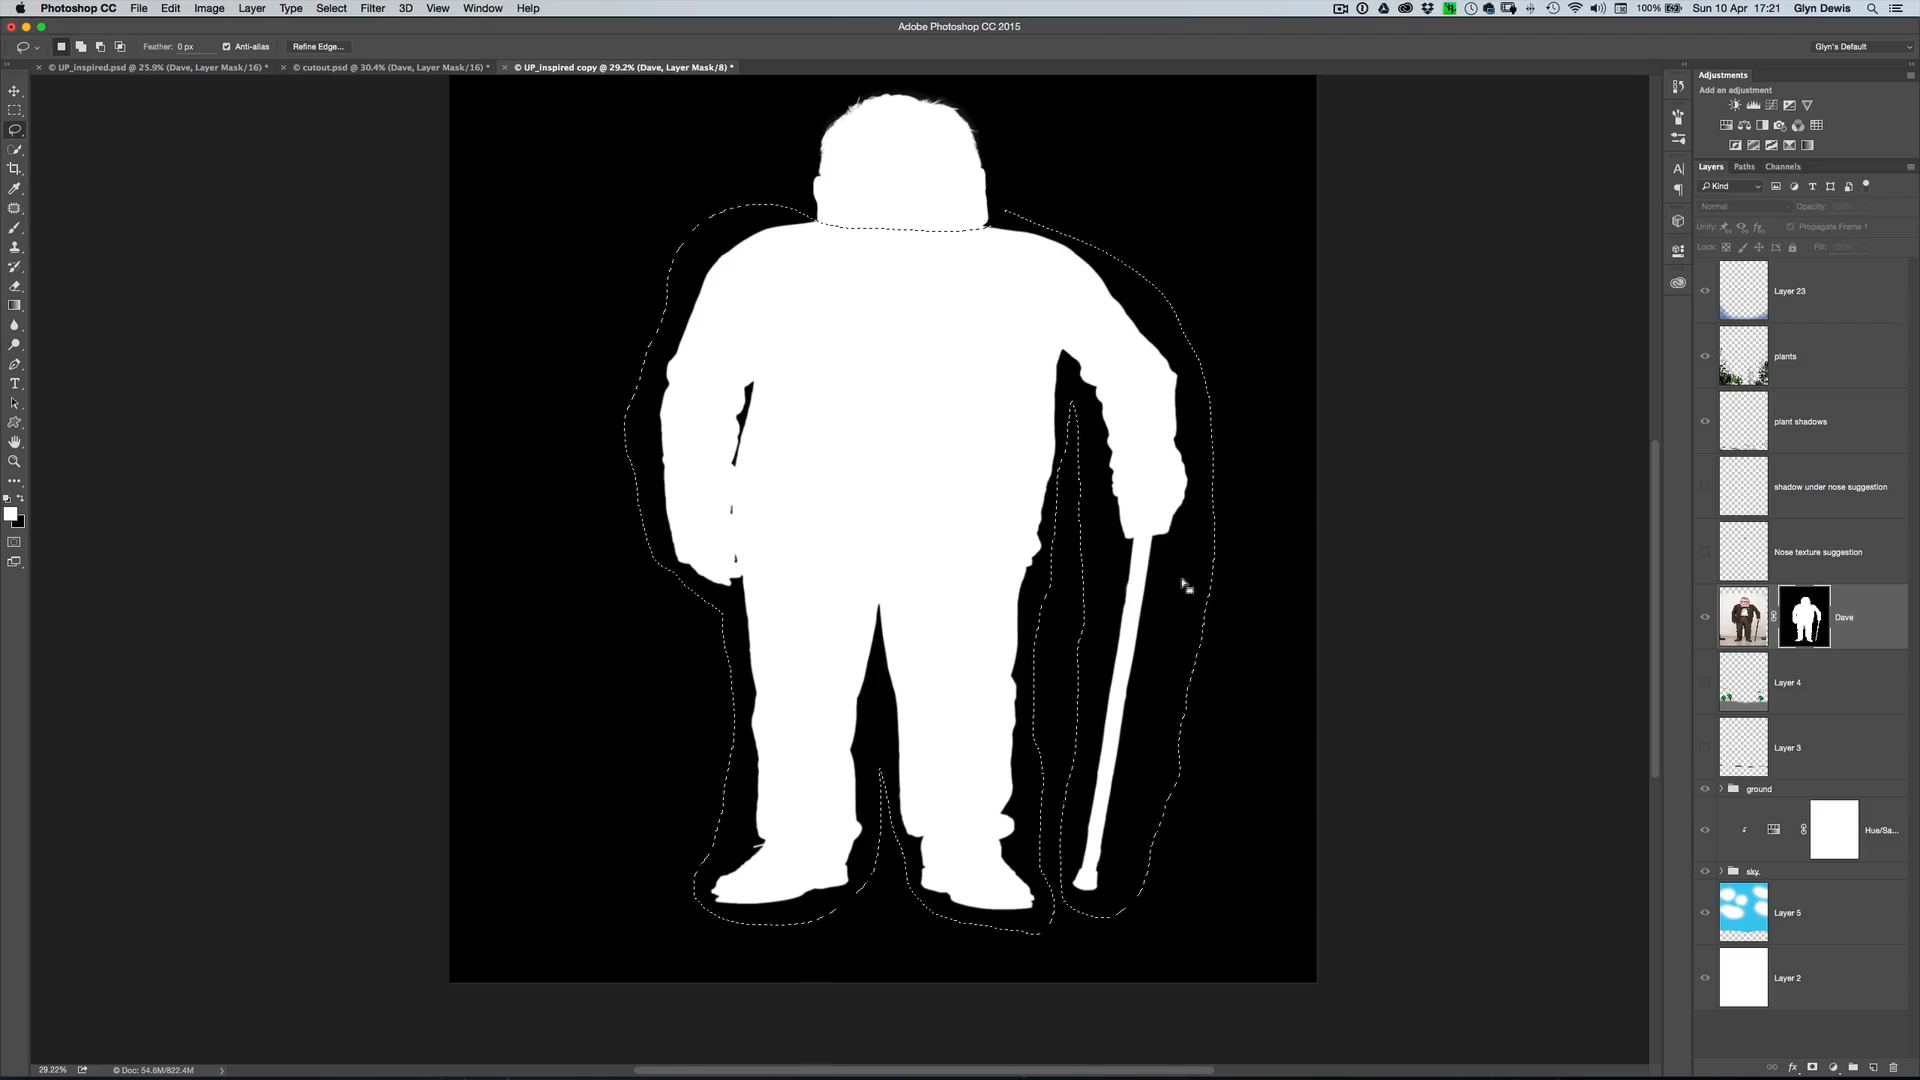 Photoshop CC File Edit Image Layer Type Select Filter 3D View Window Help 100% Sun 10 Apr 17:21 Glyn Dewis
Adobe Photoshop CC 2015
Feather: 0 px Anti-alias Refine Edge... Glyn's Default
× © UP_inspired.psd @ 25.9% (Dave, Layer Mask/16) * × © cutout.psd @ 30.4% (Dave, Layer Mask/16) * × © UP_inspired copy @ 29.2% (Dave, Layer Mask/8) *
Adjustments
Add an adjustment
Layers Paths Channels
Kind
Normal Opacity: 100%
Unify: Propagate Frame 1
Lock: Fill: 100%
Layer 23
plants
plant shadows
shadow under nose suggestion
Nose texture suggestion
Dave
Layer 4
Layer 3
ground
Hue/Sa...
sky.
Layer 5
Layer 2
29.22% © Doc: 54.6M/822.4M